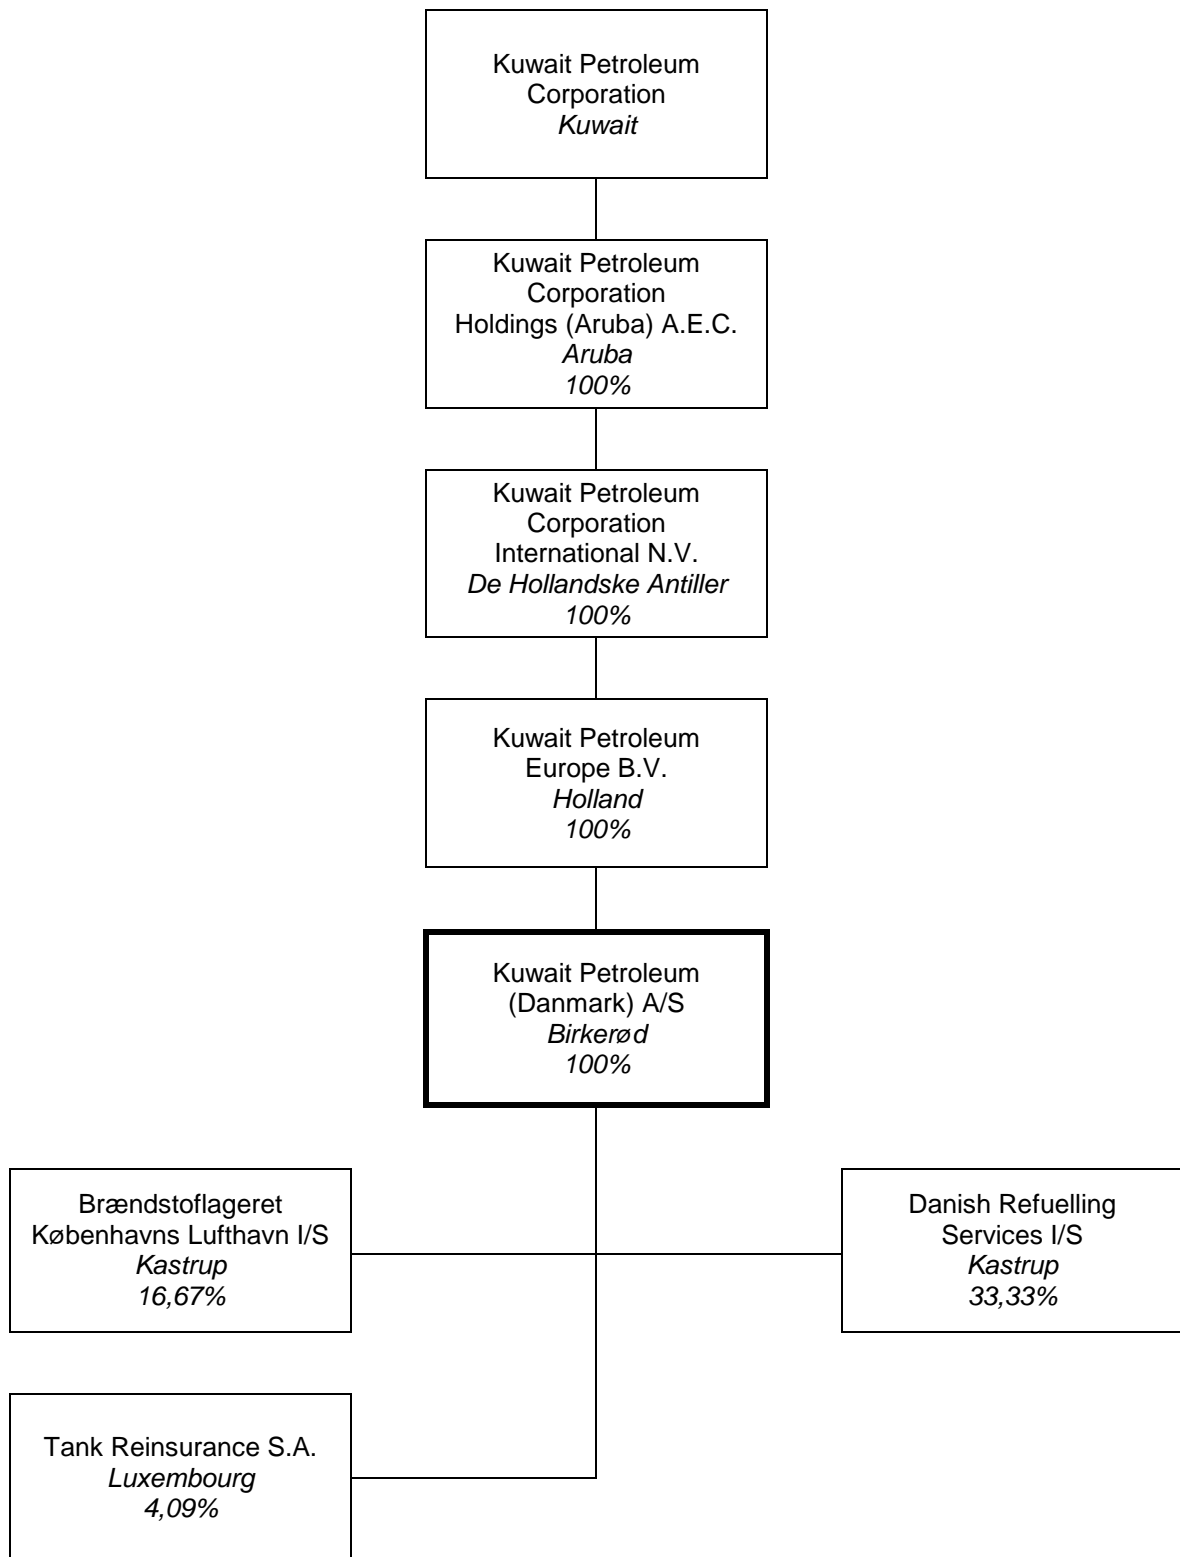 Kuwait Petroleum
Corporation
Kuwait
Kuwait Petroleum
Corporation
Holdings (Aruba) A.E.C.
Aruba
100%
Kuwait Petroleum
Corporation
International N.V.
De Hollandske Antiller
100%
Kuwait Petroleum
Europe B.V.
Holland
100%
Kuwait Petroleum
(Danmark) A/S
Birkerød
100%
Brændstoflageret
Københavns Lufthavn I/S
Kastrup
16,67%
Danish Refuelling
Services I/S
Kastrup
33,33%
Tank Reinsurance S.A.
Luxembourg
4,09%